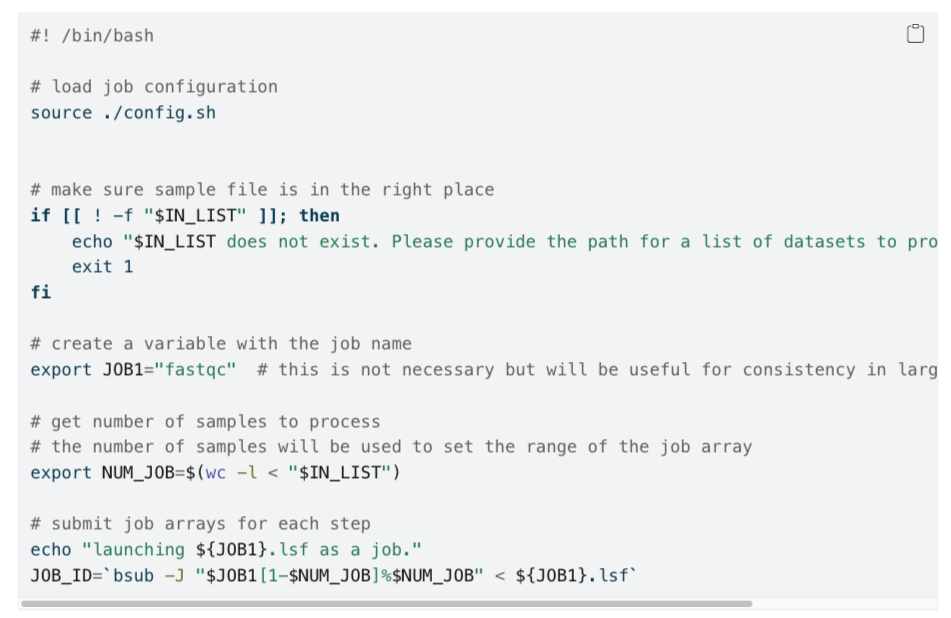 #! /bin/bash
# load job configuration
source ./config.sh
# make sure sample file is in the right place
if [[ ! -f "$IN_LIST" ]]; then
    echo "$IN_LIST does not exist. Please provide the path for a list of datasets to pro
    exit 1
fi
# create a variable with the job name
export JOB1="fastqc"  # this is not necessary but will be useful for consistency in larg
# get number of samples to process
# the number of samples will be used to set the range of the job array
export NUM_JOB=$(wc -l < "$IN_LIST")
# submit job arrays for each step
echo "launching ${JOB1}.lsf as a job."
JOB_ID=`bsub -J "$JOB1[1-$NUM_JOB]%$NUM_JOB" < ${JOB1}.lsf`